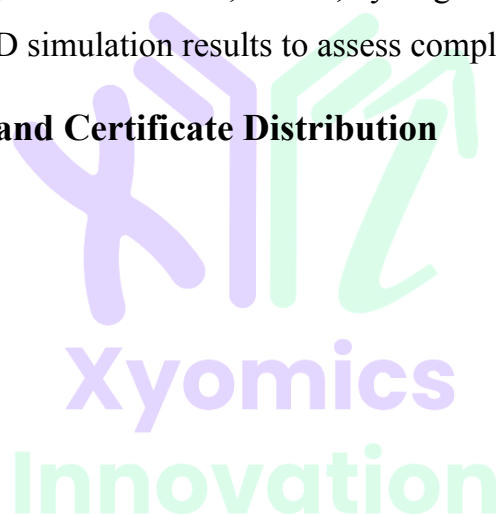 D simulation results to assess compl
and Certificate Distribution
Xyomics
Innovation